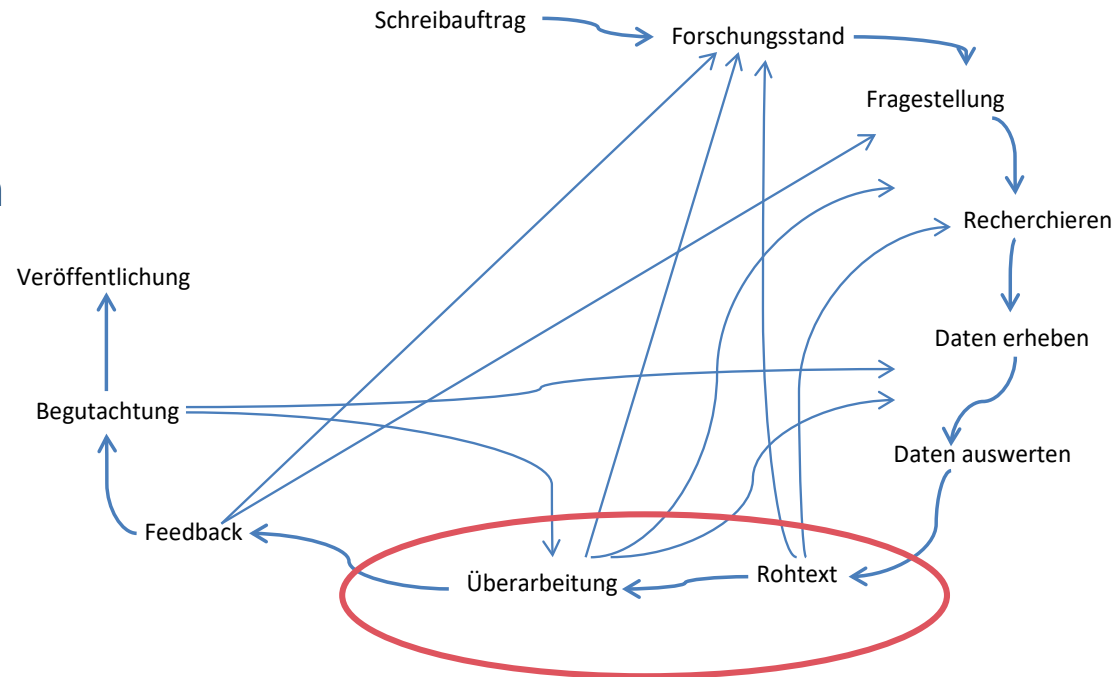 Schreibauftrag
Forschungsstand
Fragestellung
Recherchieren
Veröffentlichung
Daten erheben
Begutachtung
Daten auswerten
Feedback
Überarbeitung
Rohtext